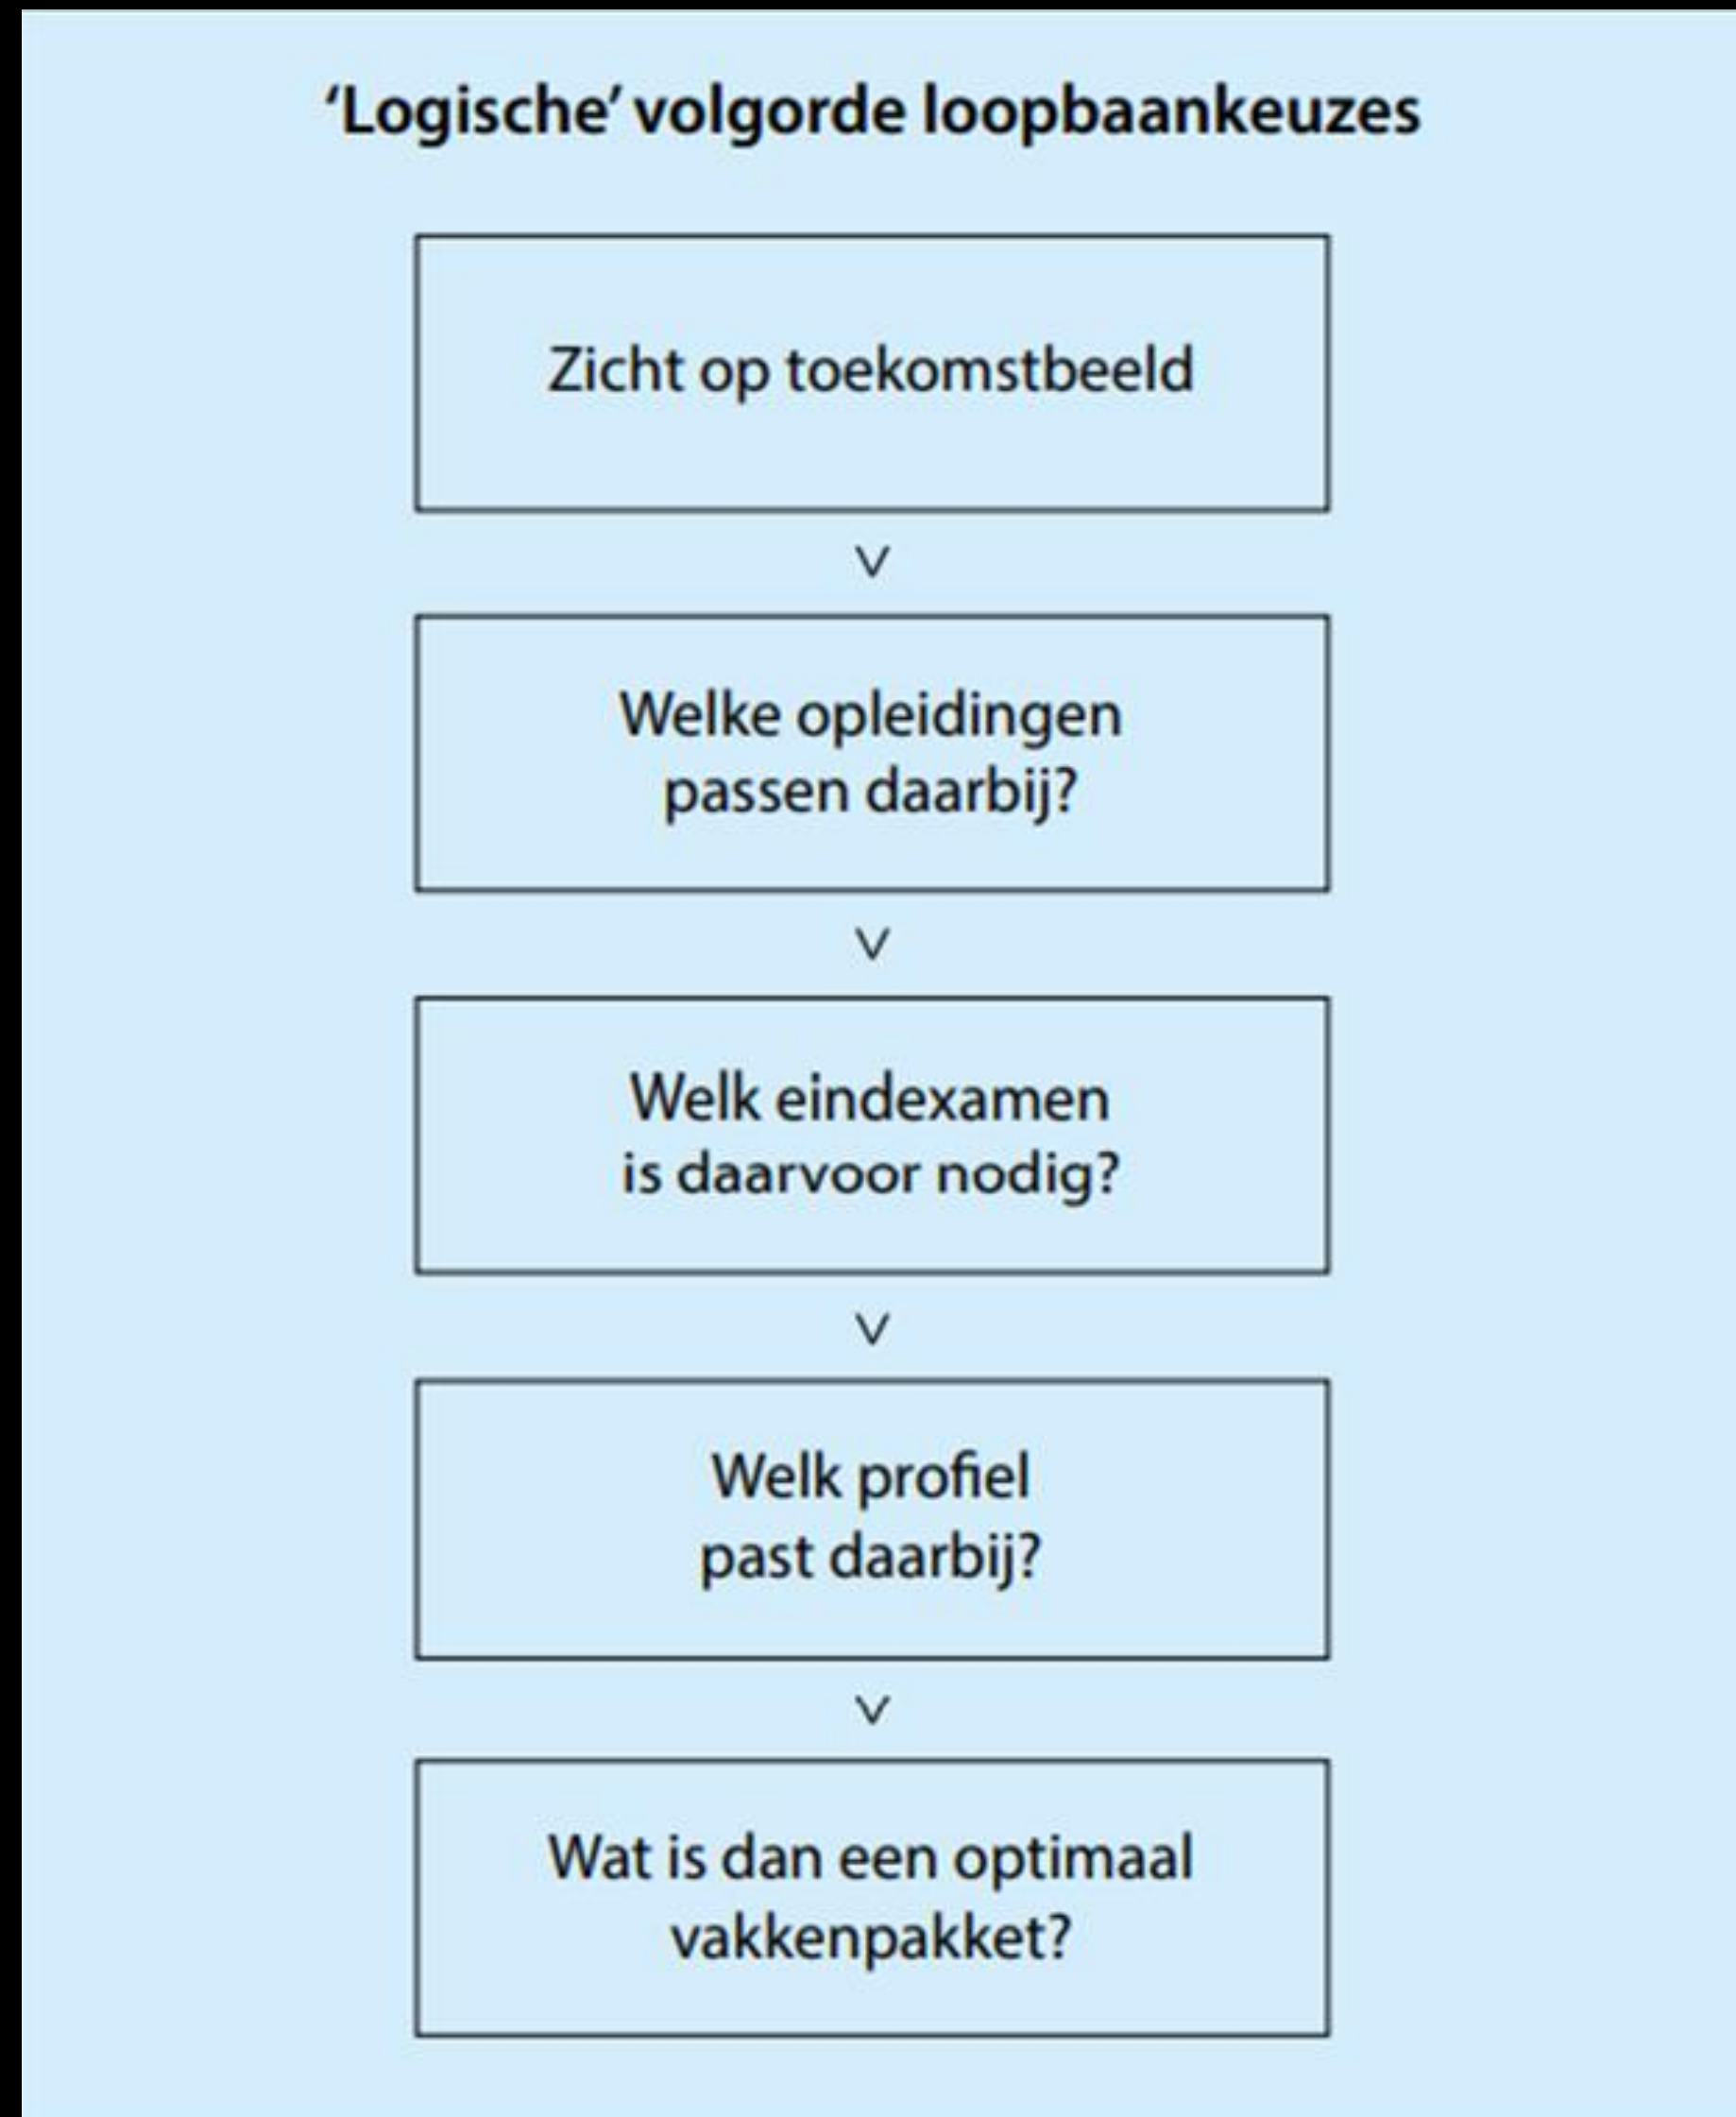 ‘Logische’ volgorde loopbaankeuzes
Zicht op toekomstbeeld
Welke opleidingen
passen daarbij?
Welk eindexamen
is daarvoor nodig?
Welk profiel
past daarbij?
Wat is dan een optimaal
vakkenpakket?